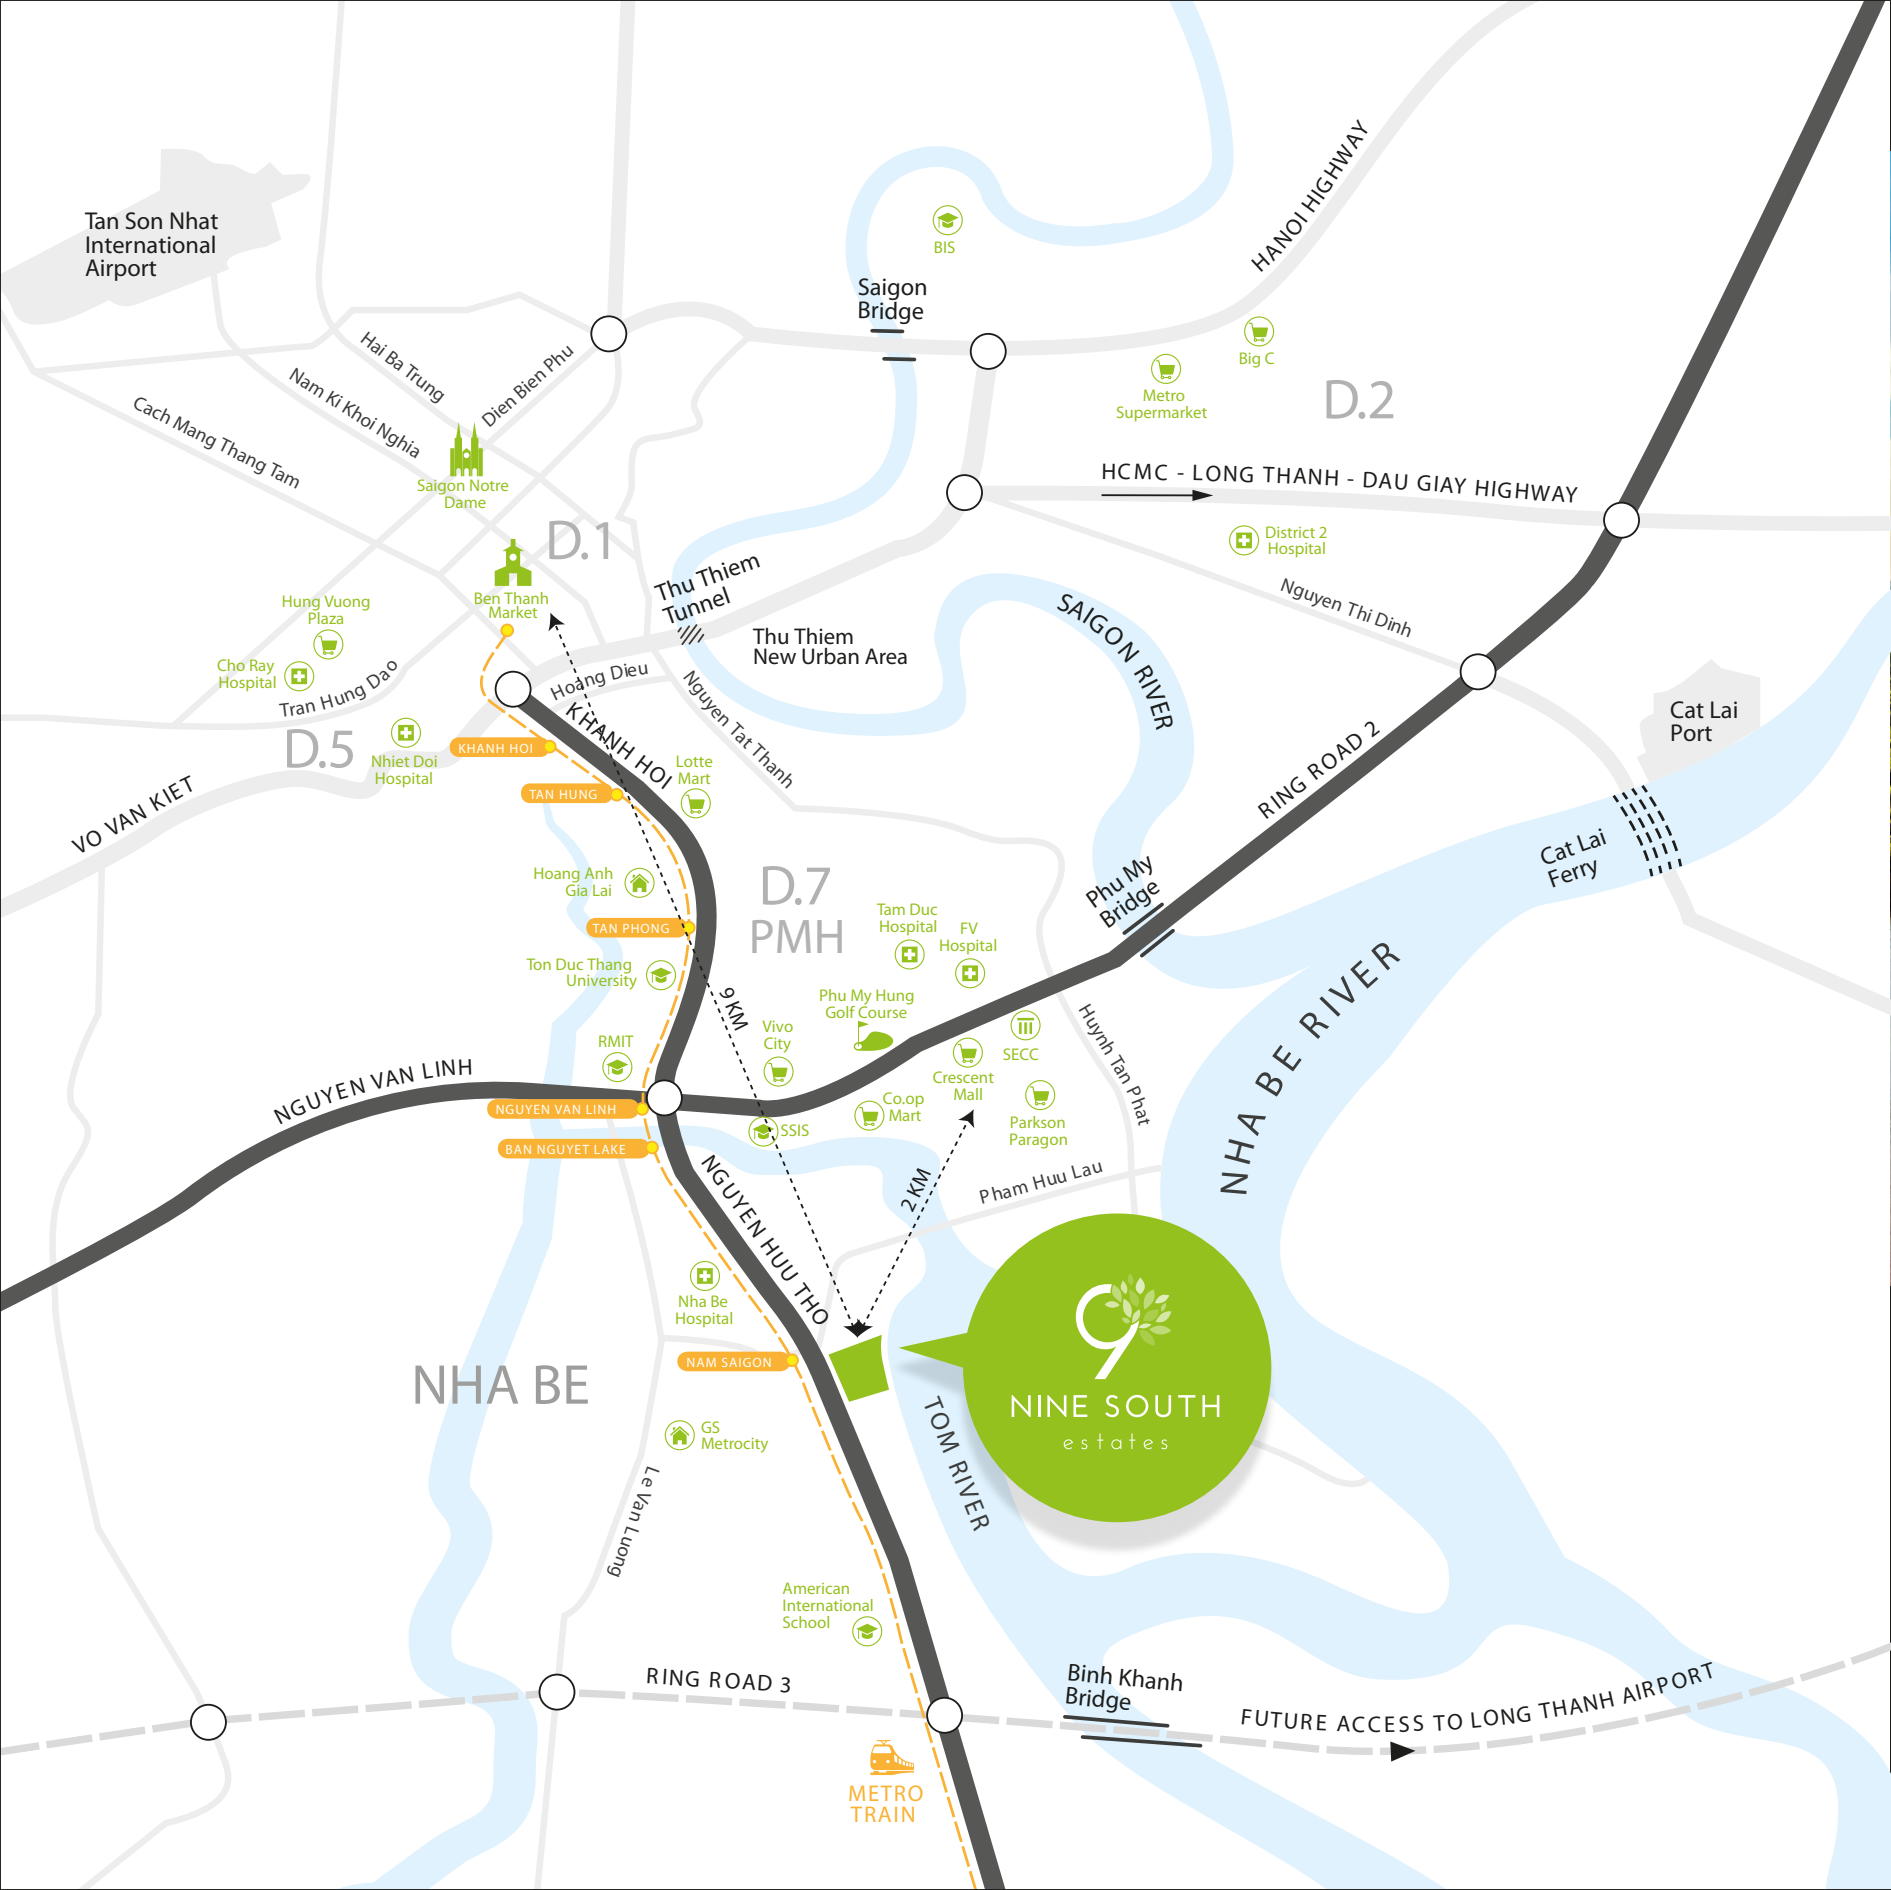 Tan Son Nhat
International
Airport
BIS
Saigon
Bridge
HANOI HIGHWAY
Big C
Metro
Supermarket
D.2
Hai Ba Trung
Dien Bien Phu
Nam Ki Khoi Nghia
Cach Mang Thang Tam
Saigon Notre
Dame
D.1
HCMC - LONG THANH - DAU GIAY HIGHWAY
District 2
Hospital
Nguyen Thi Dinh
Thu Thiem
Tunnel
Thu Thiem
New Urban Area
SAIGON RIVER
Ben Thanh
Market
Hung Vuong
Plaza
Cho Ray
Hospital
Tran Hung Dao
Hoang Dieu
Nguyen Tat Thanh
D.5
Nhiet Doi
Hospital
KHANH HOI
KHANH HOI
Lotte
Mart
TAN HUNG
VO VAN KIET
RING ROAD 2
Cat Lai
Port
Cat Lai
Ferry
Phu My
Bridge
Hoang Anh
Gia Lai
D.7
PMH
TAN PHONG
Tam Duc
Hospital
FV
Hospital
Ton Duc Thang
University
9 KM
Phu My Hung
Golf Course
Vivo
City
RMIT
SECC
Crescent
Mall
Huynh Tan Phat
NHA BE RIVER
NGUYEN VAN LINH
NGUYEN VAN LINH
Co.op
Mart
Parkson
Paragon
SSIS
BAN NGUYET LAKE
2 KM
Pham Huu Lau
NGUYEN HUU THO
Nha Be
Hospital
NAM SAIGON
NHA BE
9
NINE SOUTH
estates
TOM RIVER
GS
Metrocity
Le Van Luong
American
International
School
RING ROAD 3
Binh Khanh
Bridge
FUTURE ACCESS TO LONG THANH AIRPORT
METRO
TRAIN